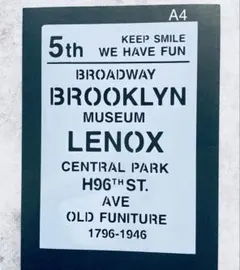 A4
5th KEEP SMILE
WE HAVE FUN
BROADWAY
BROOKLYN
MUSEUM
LENOX
CENTRAL PARK
H96TH ST.
AVE
OLD FUNITURE
1796-1946